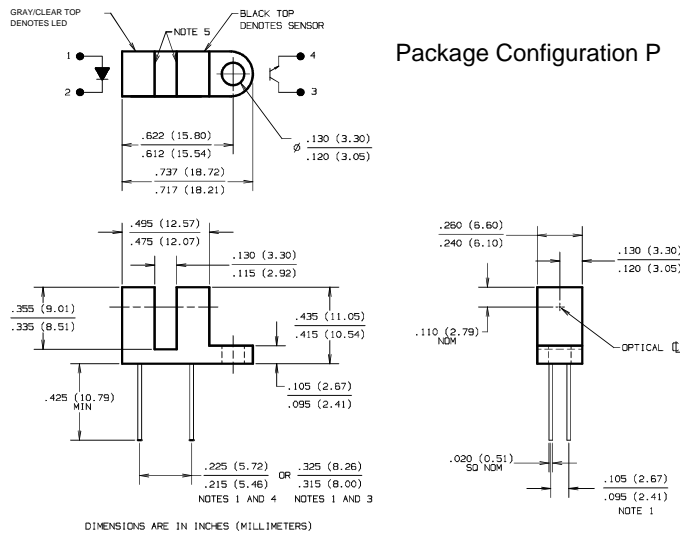 GRAY/CLEAR TOP
DENOTES LED
BLACK TOP
DENOTES SENSOR
NOTE 5
1
2
4
3
Package Configuration P
.622 (15.80)
.612 (15.54)
ø .130 (3.30)
.120 (3.05)
.737 (18.72)
.717 (18.21)
.495 (12.57)
.475 (12.07)
.130 (3.30)
.115 (2.92)
.355 (9.01)
.335 (8.51)
.435 (11.05)
.415 (10.54)
.105 (2.67)
.095 (2.41)
.425 (10.79)
MIN
.225 (5.72) OR .325 (8.26)
.215 (5.46) .315 (8.00)
NOTES 1 AND 4 NOTES 1 AND 3
.260 (6.60)
.240 (6.10)
.130 (3.30)
.120 (3.05)
.110 (2.79)
NOM
OPTICAL ℄
.020 (0.51)
SQ NOM
.105 (2.67)
.095 (2.41)
NOTE 1
DIMENSIONS ARE IN INCHES (MILLIMETERS)